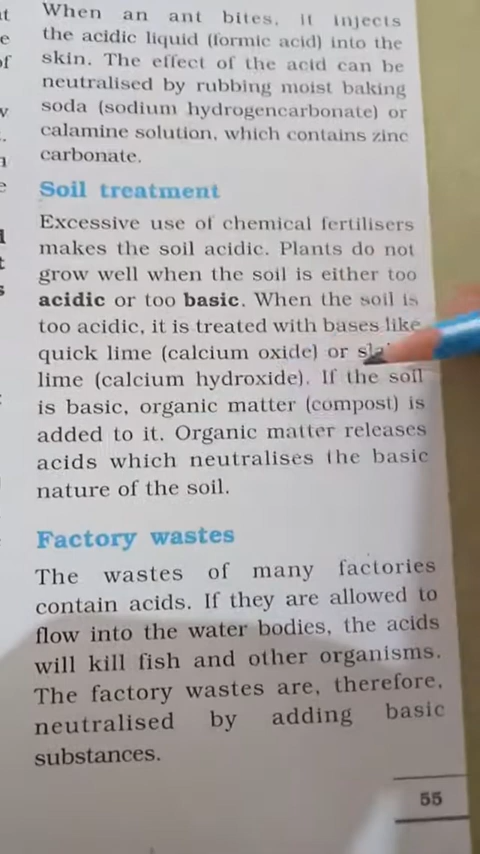 When an ant bites, it injects
the acidic liquid (formic acid) into the
skin. The effect of the acid can be
neutralised by rubbing moist baking
soda (sodium hydrogencarbonate) or
calamine solution, which contains zinc
carbonate.
Soil treatment
Excessive use of chemical fertilisers
makes the soil acidic. Plants do not
grow well when the soil is either too
acidic or too basic. When the soil is
too acidic, it is treated with bases like
quick lime (calcium oxide) or
lime (calcium hydroxide). If the soil
is basic, organic matter (compost) is
added to it. Organic matter releases
acids which neutralises the basic
nature of the soil.
Factory wastes
The wastes of many factories
contain acids. If they are allowed to
flow into the water bodies, the acids
will kill fish and other organisms.
The factory wastes are, therefore,
neutralised by adding basic
substances.
55